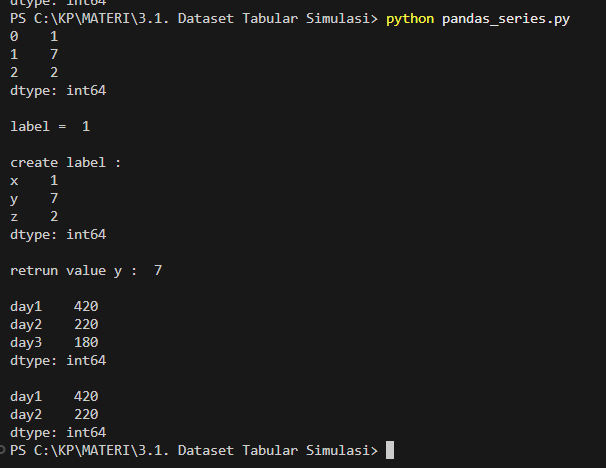 dtype: int64
PS C:\KP\MATERI\3.1. Dataset Tabular Simulasi> python pandas_series.py
0    1
1    7
2    2
dtype: int64
label =  1
create label :
x    1
y    7
z    2
dtype: int64
retrun value y :  7
day1    420
day2    220
day3    180
dtype: int64
day1    420
day2    220
dtype: int64
PS C:\KP\MATERI\3.1. Dataset Tabular Simulasi>